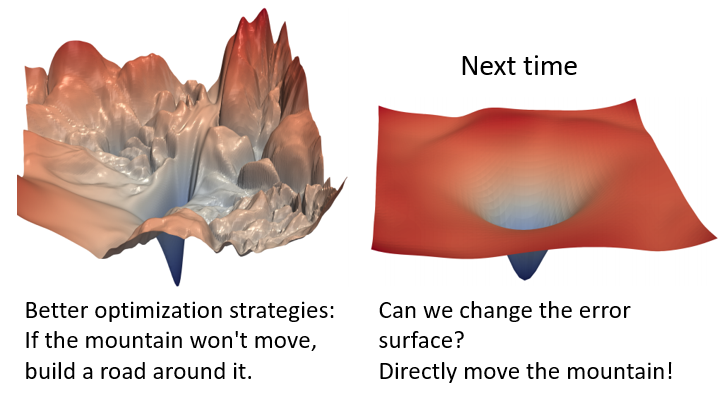 Next time
Better optimization strategies:
If the mountain won't move,
build a road around it.
Can we change the error
surface?
Directly move the mountain!